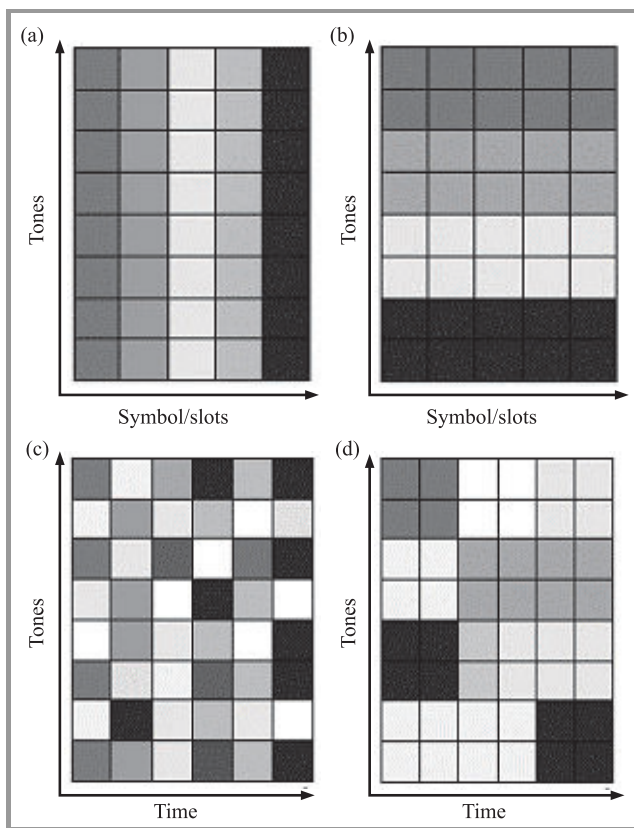 (a)
(b)
Tones
Tones
Symbol/slots
Symbol/slots
(c)
(d)
Tones
Tones
Time
Time